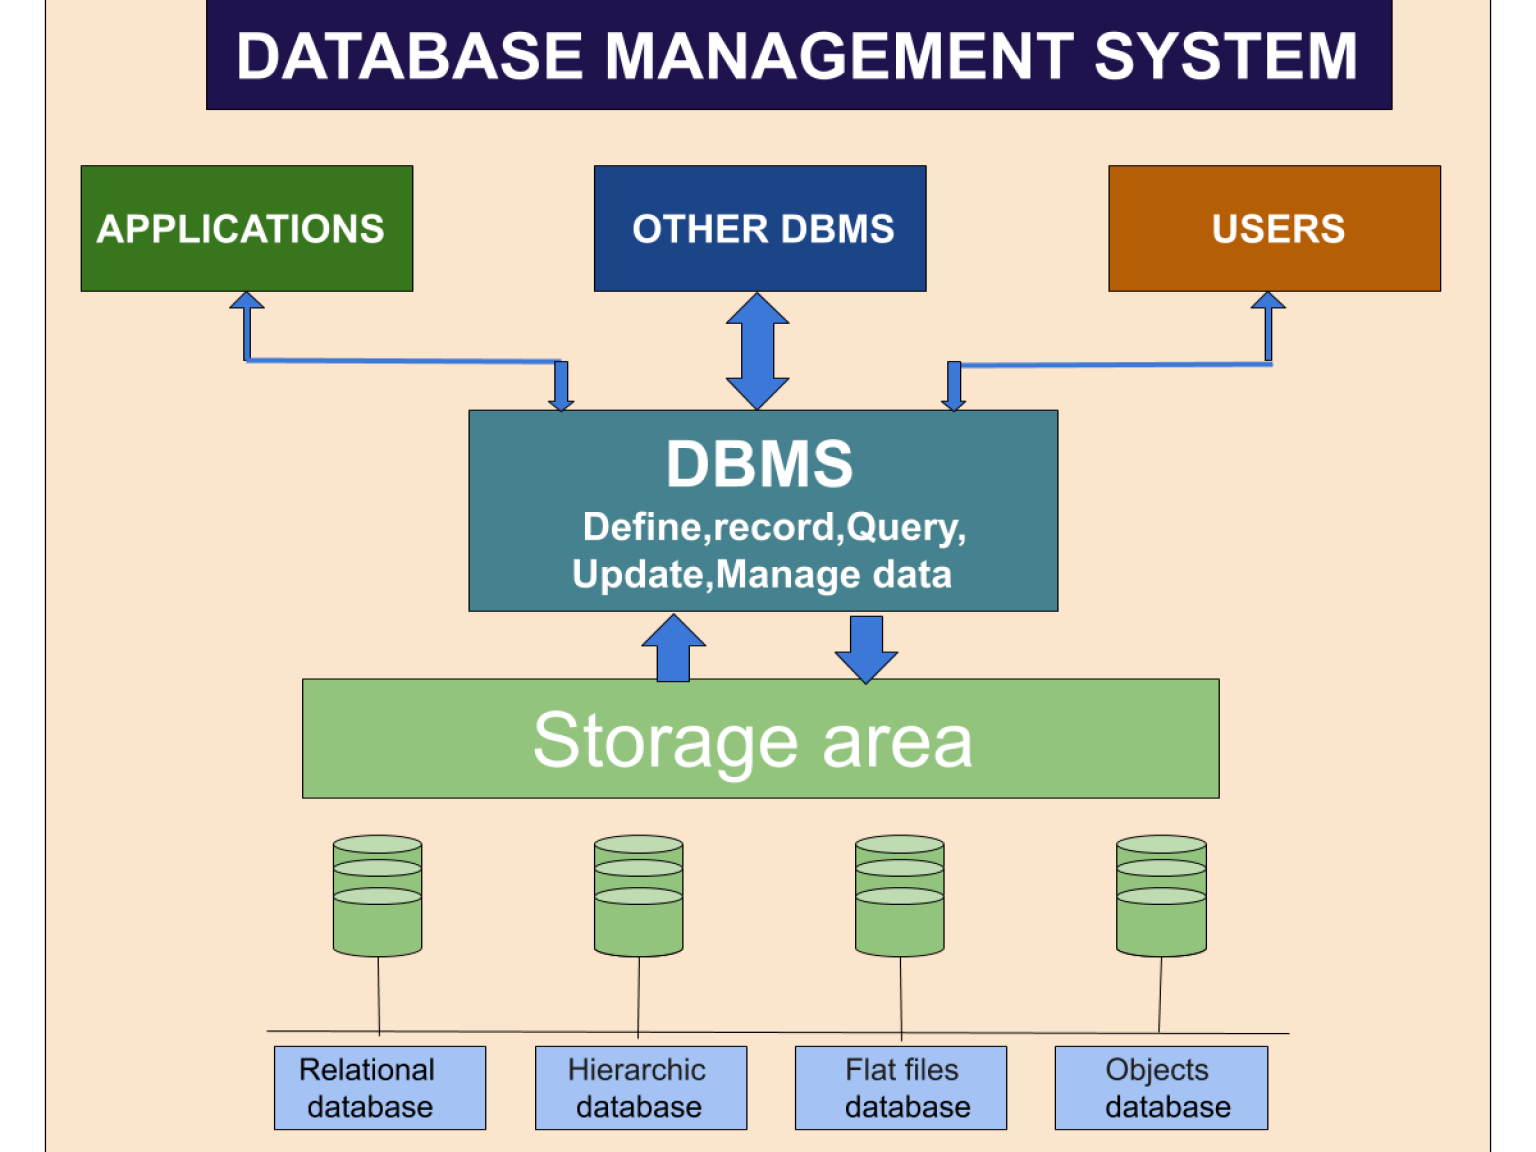 DATABASE MANAGEMENT SYSTEM
APPLICATIONS
OTHER DBMS
USERS
DBMS
Define,record,Query,
Update,Manage data
Storage area
Relational
database
Hierarchic
database
Flat files
database
Objects
database